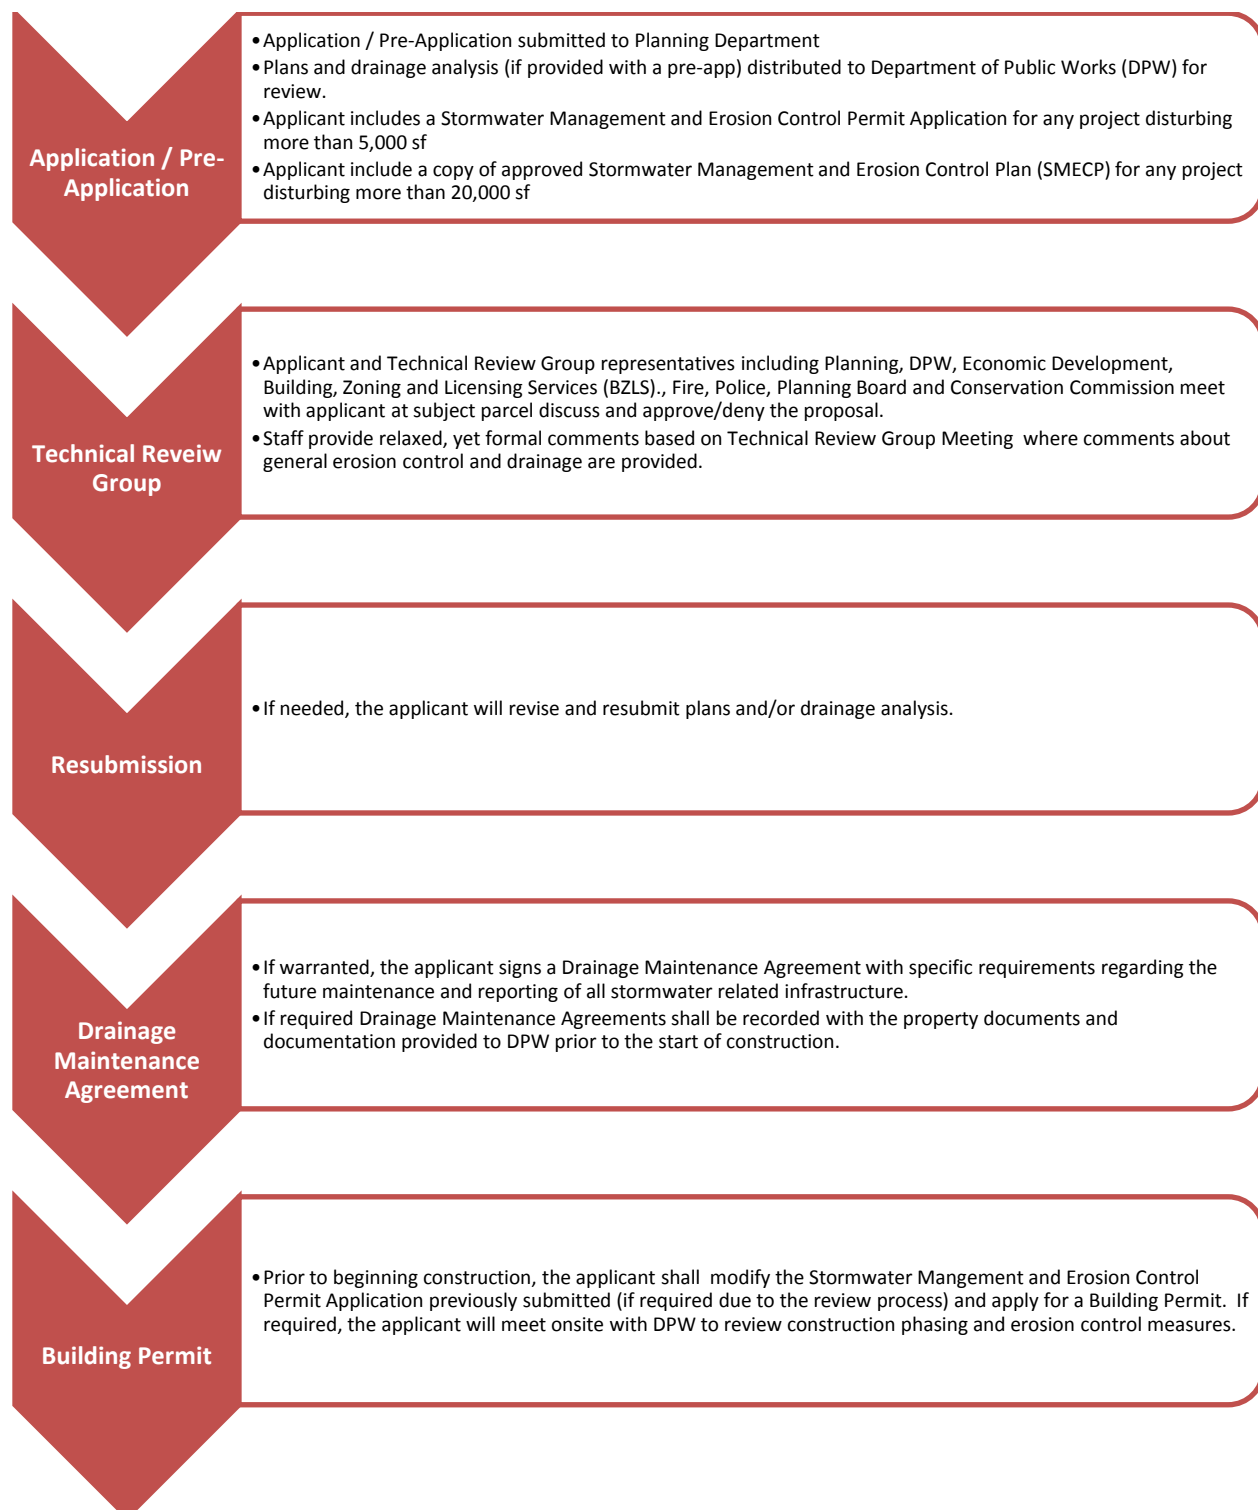 •Application / Pre-Application submitted to Planning Department
•Plans and drainage analysis (if provided with a pre-app) distributed to Department of Public Works (DPW) for
review.
•Applicant includes a Stormwater Management and Erosion Control Permit Application for any project disturbing
more than 5,000 sf
•Applicant include a copy of approved Stormwater Management and Erosion Control Plan (SMECP) for any project
disturbing more than 20,000 sf
Application / Pre-
Application
•Applicant and Technical Review Group representatives including Planning, DPW, Economic Development,
Building, Zoning and Licensing Services (BZLS)., Fire, Police, Planning Board and Conservation Commission meet
with applicant at subject parcel discuss and approve/deny the proposal.
•Staff provide relaxed, yet formal comments based on Technical Review Group Meeting  where comments about
general erosion control and drainage are provided.
Technical Reveiw
Group
•If needed, the applicant will revise and resubmit plans and/or drainage analysis.
Resubmission
•If warranted, the applicant signs a Drainage Maintenance Agreement with specific requirements regarding the
future maintenance and reporting of all stormwater related infrastructure.
•If required Drainage Maintenance Agreements shall be recorded with the property documents and
documentation provided to DPW prior to the start of construction.
Drainage
Maintenance
Agreement
•Prior to beginning construction, the applicant shall  modify the Stormwater Mangement and Erosion Control
Permit Application previously submitted (if required due to the review process) and apply for a Building Permit.  If
required, the applicant will meet onsite with DPW to review construction phasing and erosion control measures.
Building Permit